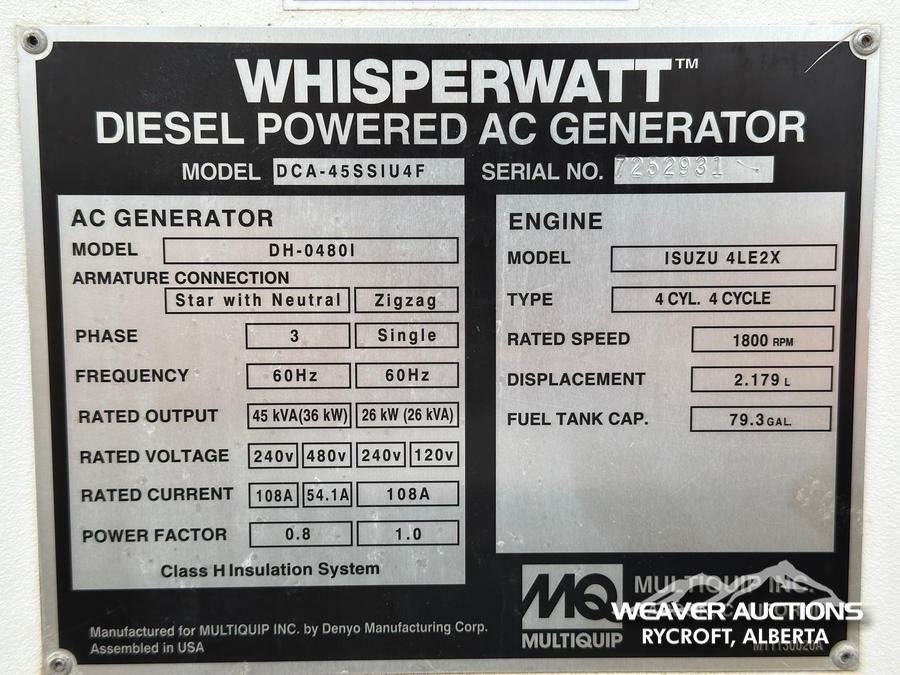 WHISPERWATT™
DIESEL POWERED AC GENERATOR
MODEL DCA-45SSIU4F SERIAL NO. 7252931
AC GENERATOR
MODEL DH-0480I
ARMATURE CONNECTION
Star with Neutral Zigzag
PHASE 3 Single
FREQUENCY 60Hz 60Hz
RATED OUTPUT 45 kVA(36 kW) 26 kW (26 kVA)
RATED VOLTAGE 240v 480v 240v 120v
RATED CURRENT 108A 54.1A 108A
POWER FACTOR 0.8 1.0
Class H Insulation System
ENGINE
MODEL ISUZU 4LE2X
TYPE 4 CYL. 4 CYCLE
RATED SPEED 1800 RPM
DISPLACEMENT 2.179 L
FUEL TANK CAP. 79.3 GAL.
Manufactured for MULTIQUIP INC. by Denyo Manufacturing Corp.
Assembled in USA
MQ
MULTIQUIP
MULTIQUIP INC.
WEAVER AUCTIONS
RYCROFT, ALBERTA